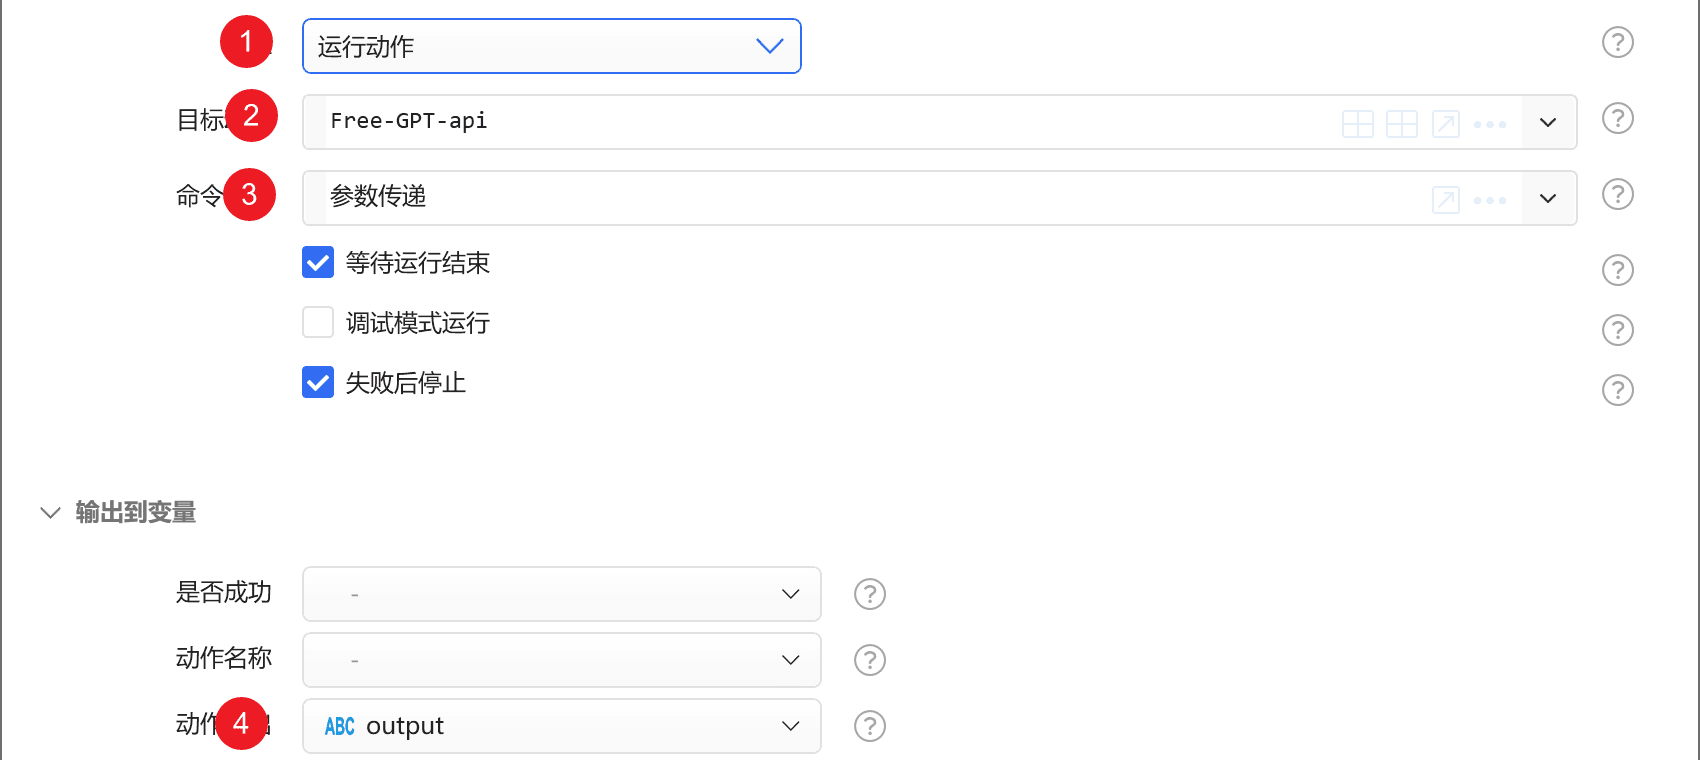 1 运行动作
目标 2 Free-GPT-api
命令 3 参数传递
等待运行结束
调试模式运行
失败后停止
输出到变量
是否成功 -
动作名称 -
动作 4 ABC output